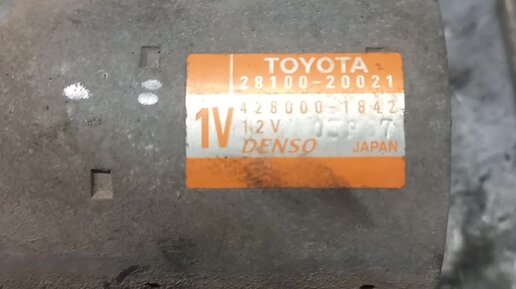 TOYOTA
28100-20021
428000-1842
1V
12V
DENSO JAPAN